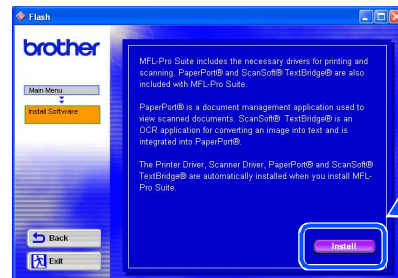 Flash
brother
Main Menu
Install Software
MFL-Pro Suite includes the necessary drivers for printing and
scanning. PaperPort® and ScanSoft® TextBridge® are also
included with MFL-Pro Suite.
PaperPort® is a document management application used to
view scanned documents. ScanSoft® TextBridge® is an
OCR application for converting an image into text and is
integrated into PaperPort®.
The Printer Driver, Scanner Driver, PaperPort® and ScanSoft®
TextBridge® are automatically installed when you install MFL-
Pro Suite.
Back
Exit
Install